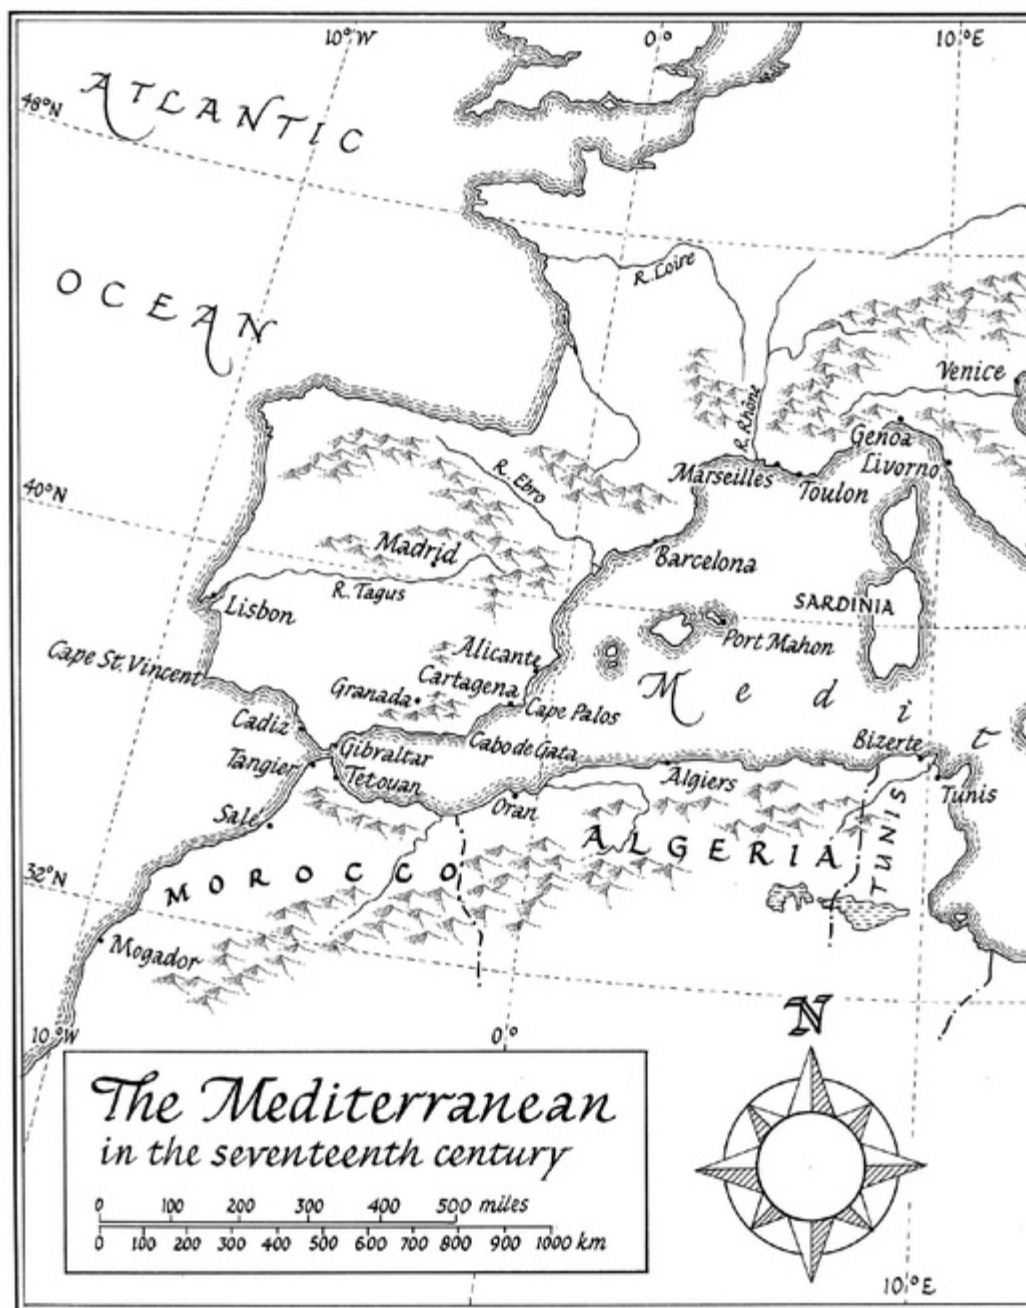 10°W
0°
10°E
48°N
ATLANTIC
OCEAN
R. Loire
Venice
R. Rhône
Genoa
Livorno
Marseilles
Toulon
R. Ebro
40°N
Madrid
Barcelona
R. Tagus
Lisbon
SARDINIA
Port Mahon
Cape St. Vincent
Alicante
Cartagena
Granada
Cape Palos
Medit
Cadiz
Gibraltar
Cabo de Gata
Bizerte
Tangier
Tetouan
Algiers
Tunis
Sale
Oran
ALGERIA
TUNIS
MOROCCO
32°N
Mogador
10°W
0°
N
The Mediterranean
in the seventeenth century
0 100 200 300 400 500 miles
0 100 200 300 400 500 600 700 800 900 1000 km
10°E